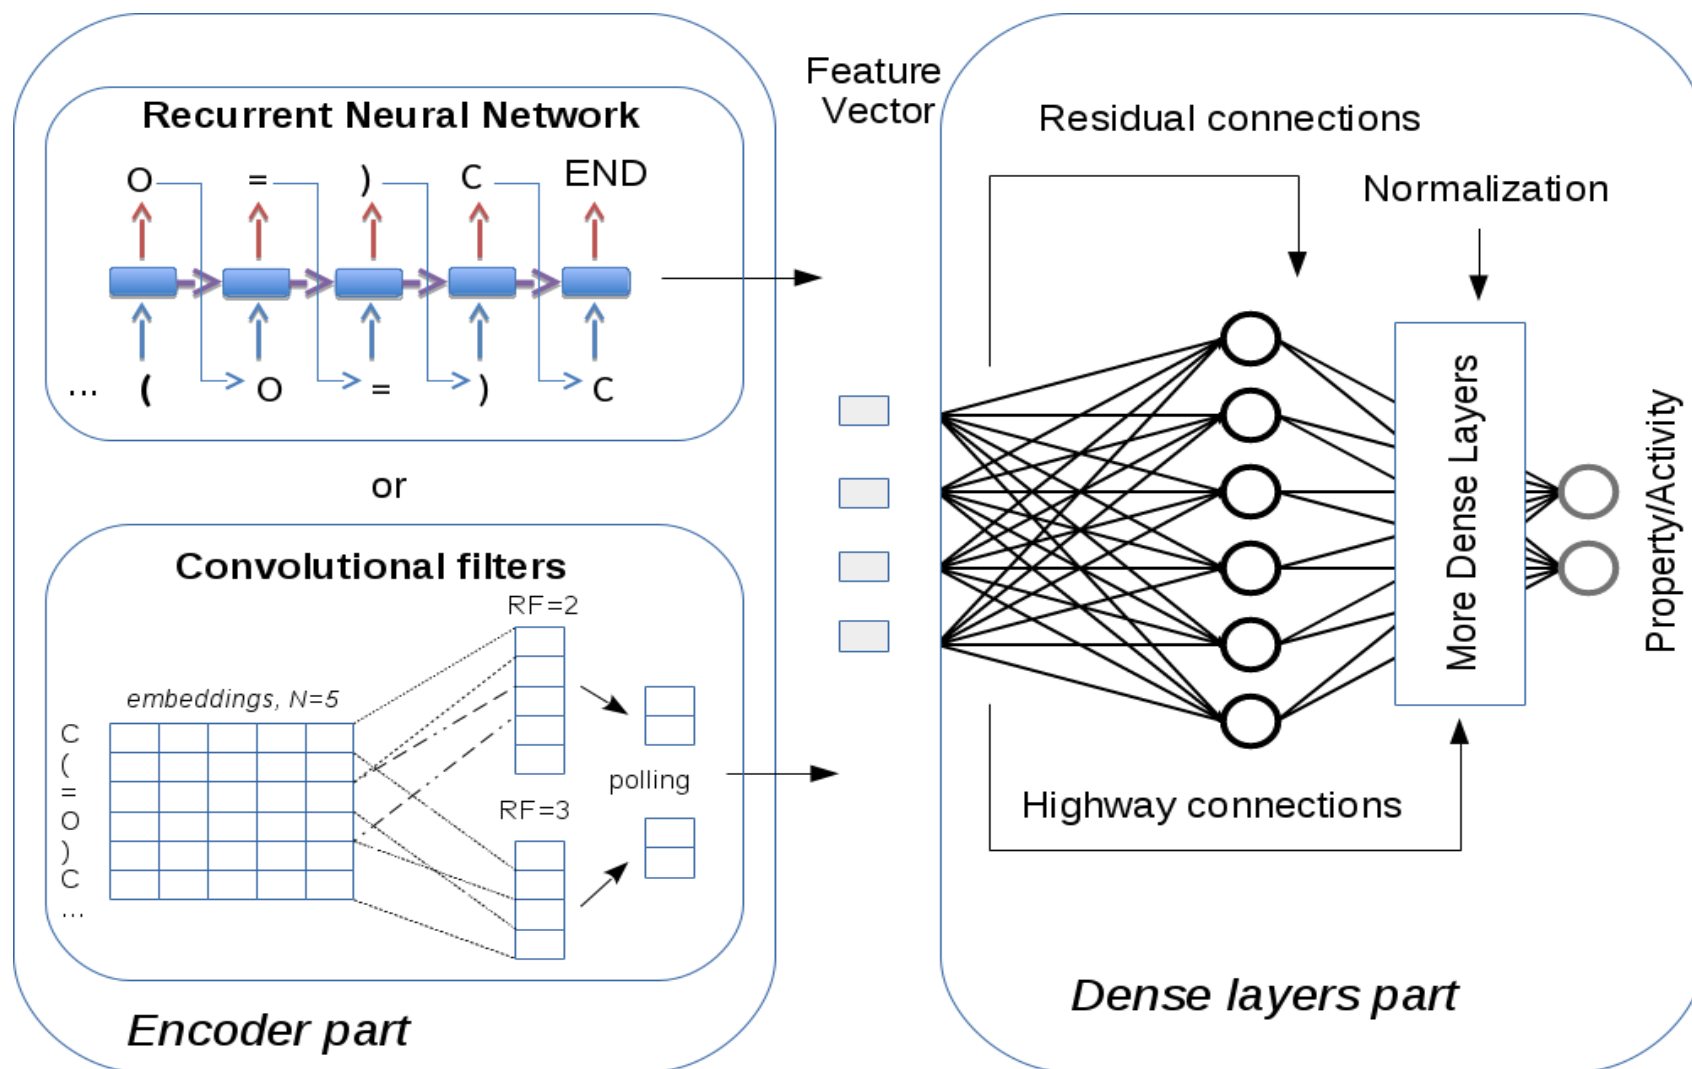 Recurrent Neural Network
O = ) C END
... ( O = ) C
or
Convolutional filters
RF=2
embeddings, N=5
C
(
=
O
)
C
...
polling
RF=3
Encoder part
Feature
Vector
Residual connections
Normalization
More Dense Layers
Property/Activity
Highway connections
Dense layers part